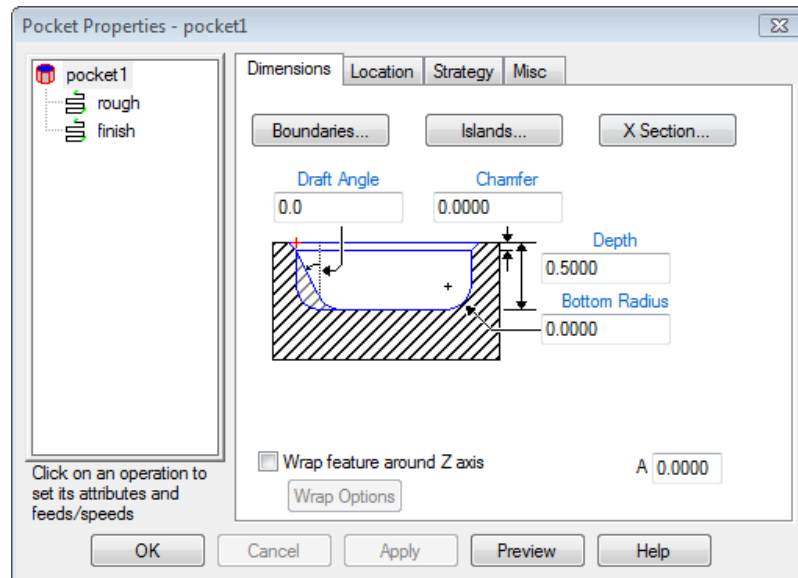 Pocket Properties - pocket1
pocket1
rough
finish
Click on an operation to
set its attributes and
feeds/speeds
Dimensions Location Strategy Misc
Boundaries... Islands... X Section...
Draft Angle Chamfer
0.0 0.0000
Depth
0.5000
Bottom Radius
0.0000
Wrap feature around Z axis A 0.0000
Wrap Options
OK Cancel Apply Preview Help